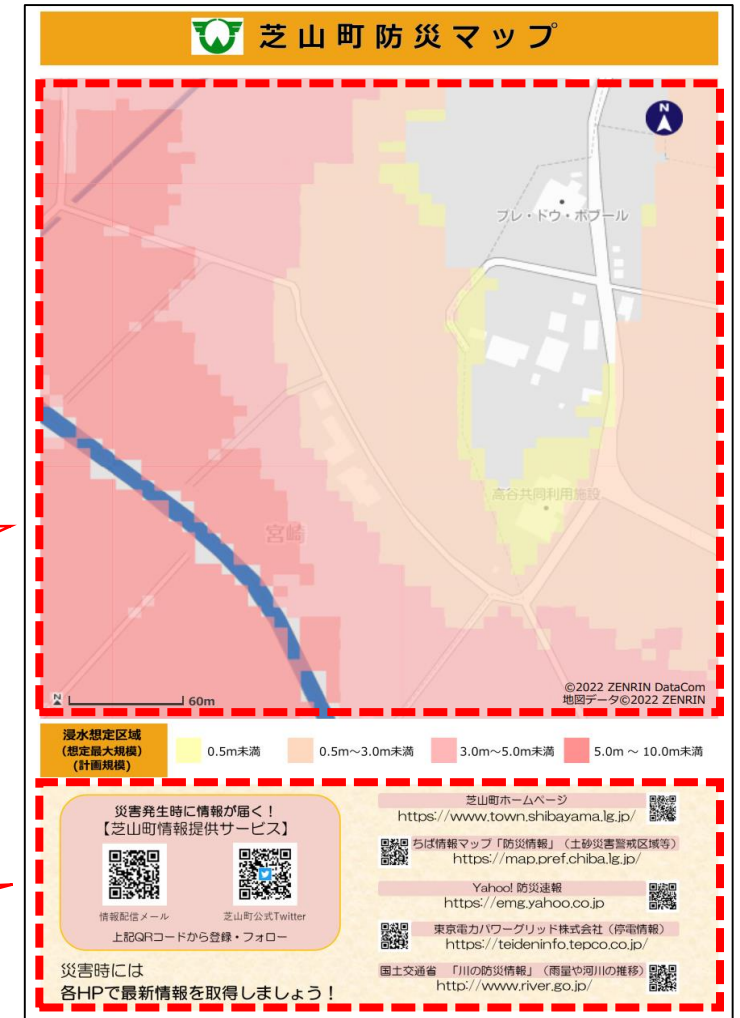 芝山町防災マップ
N
プレ・ドウ・ポプール
高谷共同利用施設
宮崎
N
60m
©2022 ZENRIN DataCom
地図データ©2022 ZENRIN
浸水想定区域
(想定最大規模)
(計画規模)
0.5m未満
0.5m～3.0m未満
3.0m～5.0m未満
5.0m ～ 10.0m未満
災害発生時に情報が届く！
【芝山町情報提供サービス】
情報配信メール
芝山町公式Twitter
上記QRコードから登録・フォロー
災害時には
各HPで最新情報を取得しましょう！
芝山町ホームページ
https://www.town.shibayama.lg.jp/
ちば情報マップ「防災情報」（土砂災害警戒区域等）
https://map.pref.chiba.lg.jp/
Yahoo! 防災速報
https://emg.yahoo.co.jp
東京電力パワーグリッド株式会社（停電情報）
https://teideninfo.tepco.co.jp/
国土交通省　「川の防災情報」（雨量や河川の推移）
http://www.river.go.jp/